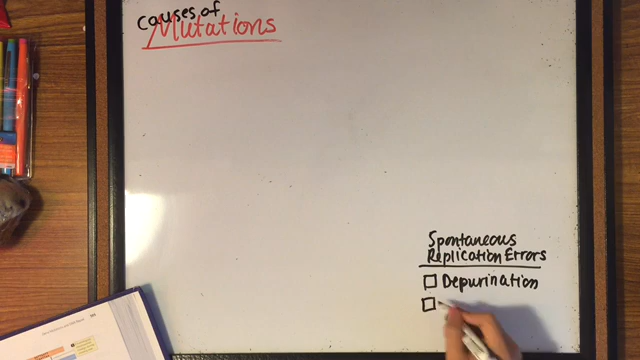 causes of
Mutations
Spontaneous
Replication Errors
Depurination